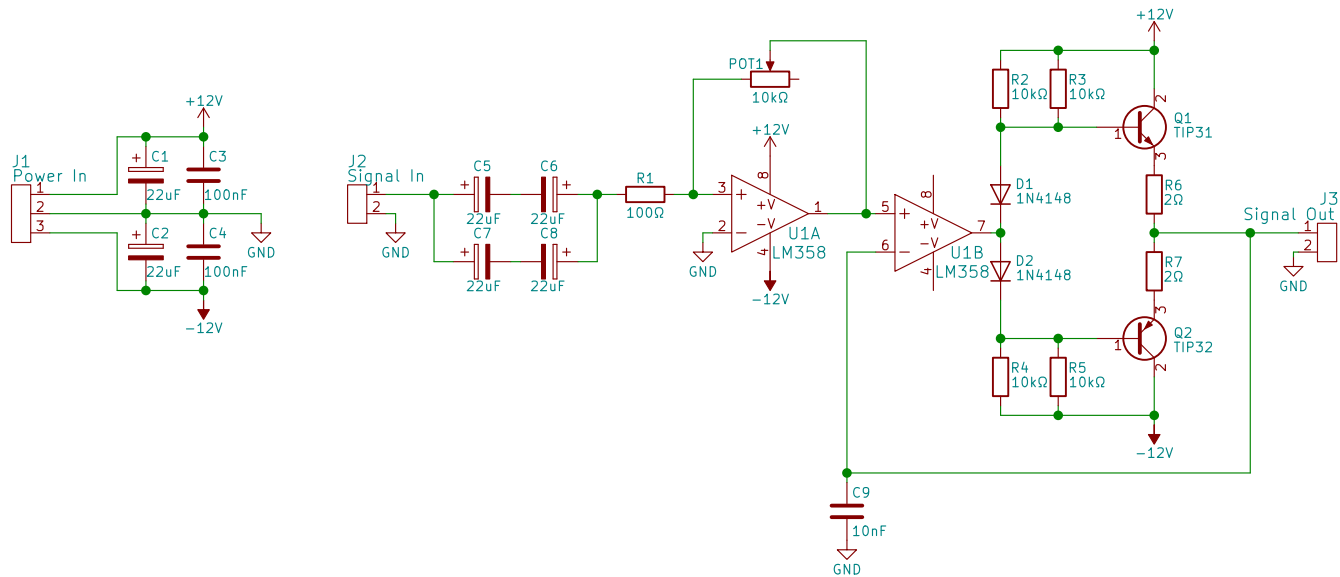 +12V
J1
Power In
1
2
3
+
C1
22uF
C3
100nF
+
C2
22uF
C4
100nF
GND
-12V
J2
Signal In
1
2
GND
+
C5
22uF
C6
+
22uF
+
C7
22uF
C8
+
22uF
R1
100Ω
POT1
10kΩ
+12V
8
3
+
+V
1
2
-
-V
4
U1A
LM358
GND
-12V
8
5
+
+V
7
6
-
-V
4
U1B
LM358
C9
10nF
GND
+12V
R2
10kΩ
R3
10kΩ
2
1
3
Q1
TIP31
D1
1N4148
D2
1N4148
R6
2Ω
R7
2Ω
3
1
2
Q2
TIP32
R4
10kΩ
R5
10kΩ
-12V
J3
Signal Out
1
2
GND